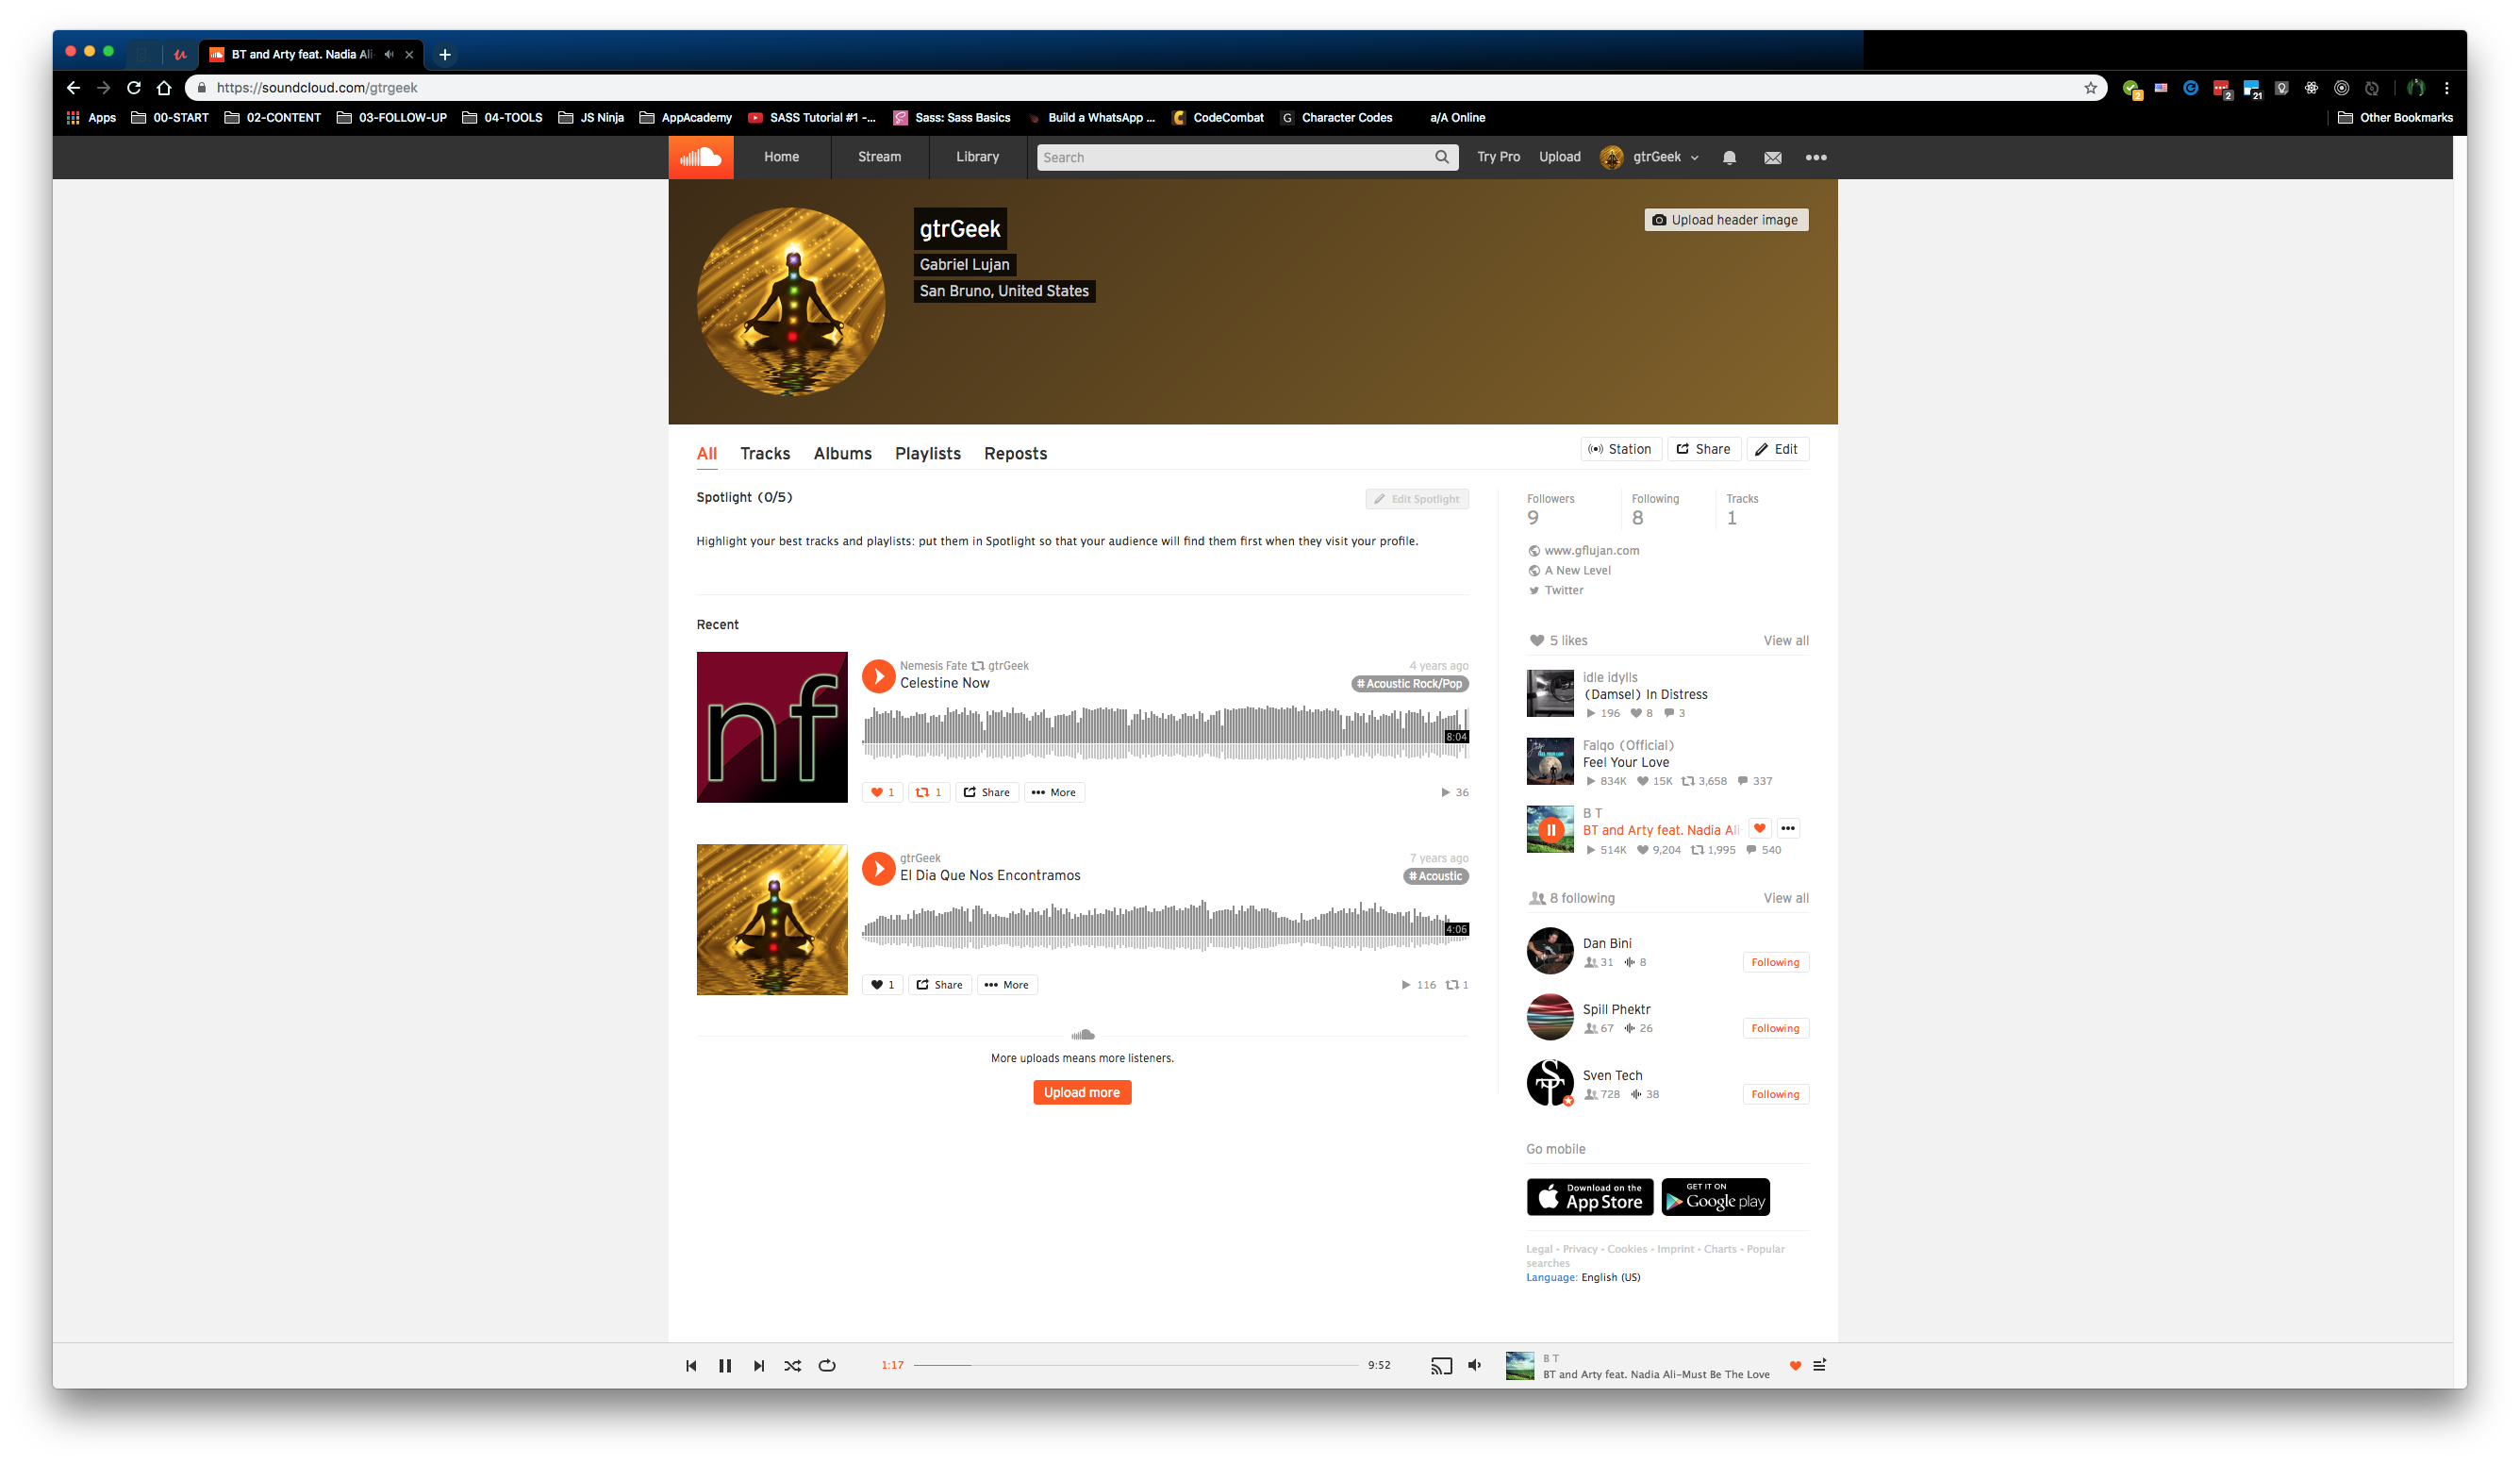 BT and Arty feat. Nadia Ali-
https://soundcloud.com/gtrgeek
2
2
21
Apps 00-START 02-CONTENT 03-FOLLOW-UP 04-TOOLS JS Ninja AppAcademy SASS Tutorial #1 -... Sass: Sass Basics Build a WhatsApp ... CodeCombat G Character Codes a/A Online Other Bookmarks
Home Stream Library Search Try Pro Upload gtrGeek
gtrGeek
Gabriel Lujan
San Bruno, United States
Upload header image
All Tracks Albums Playlists Reposts
Station Share Edit
Spotlight (0/5)
Edit Spotlight
Highlight your best tracks and playlists: put them in Spotlight so that your audience will find them first when they visit your profile.
Recent
nf
Nemesis Fate gtrGeek
4 years ago
Celestine Now
# Acoustic Rock/Pop
8:04
1 1 Share More
36
gtrGeek
7 years ago
El Dia Que Nos Encontramos
# Acoustic
4:06
1 Share More
116 1
More uploads means more listeners.
Upload more
Followers Following Tracks
9 8 1
www.gflujan.com
A New Level
Twitter
5 likes View all
idle idylls
(Damsel) In Distress
196 8 3
Falqo (Official)
Feel Your Love
834K 15K 3,658 337
B T
BT and Arty feat. Nadia Ali-
514K 9,204 1,995 540
8 following View all
Dan Bini
31 8
Following
Spill Phektr
67 26
Following
Sven Tech
728 38
Following
Go mobile
Download on the
App Store
GET IT ON
Google play
Legal - Privacy - Cookies - Imprint - Charts - Popular
searches
Language: English (US)
1:17 9:52
B T
BT and Arty feat. Nadia Ali-Must Be The Love